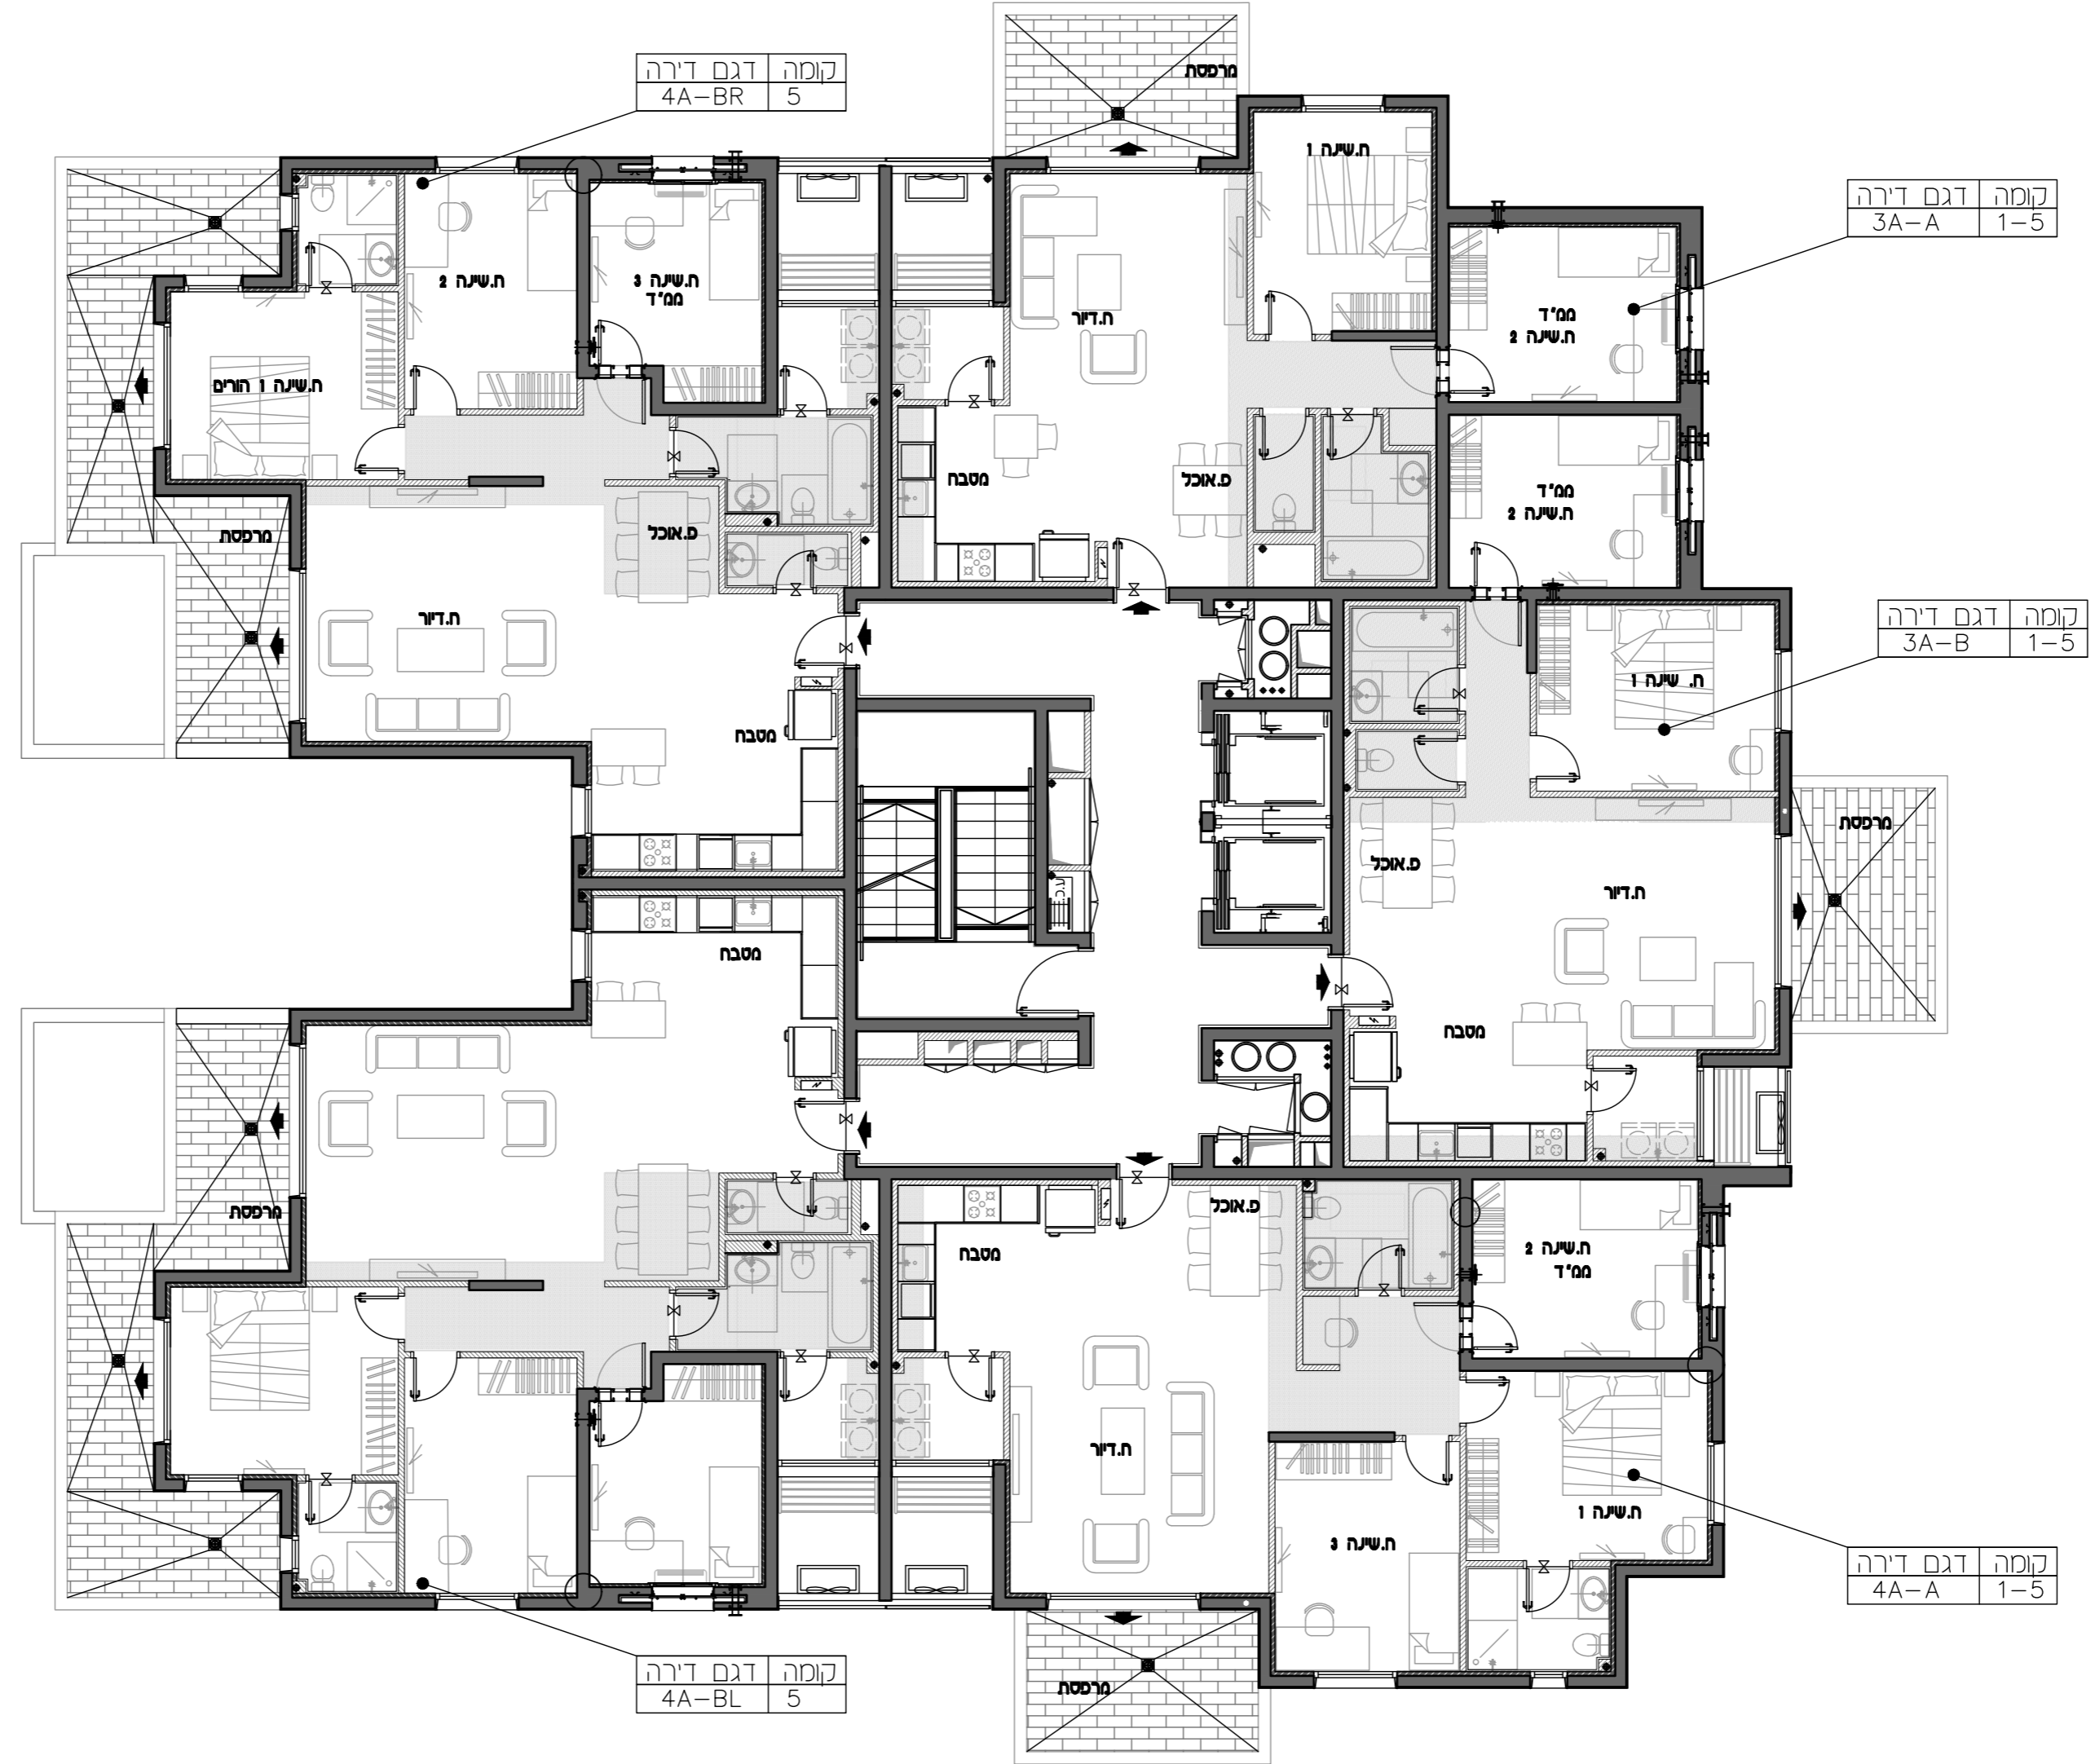 קומה דגם דירה
5 4A-BR
מרפסת
ח.שינה 1
קומה דגם דירה
1-5 3A-A
ח.שינה 2
ח.שינה 3
ממ"ד
ח.דיור
ממ"ד
ח.שינה 2
ח.שינה 1 הורים
מטבח
פ.אוכל
ממ"ד
ח.שינה 2
מרפסת
פ.אוכל
ח.דיור
קומה דגם דירה
1-5 3A-B
ח. שינה 1
מטבח
מרפסת
פ.אוכל
ח.דיור
מטבח
מטבח
מרפסת
פ.אוכל
מטבח
ח.שינה 2
ממ"ד
ח.דיור
ח.שינה 1
ח.שינה 3
קומה דגם דירה
1-5 4A-A
קומה דגם דירה
5 4A-BL
מרפסת